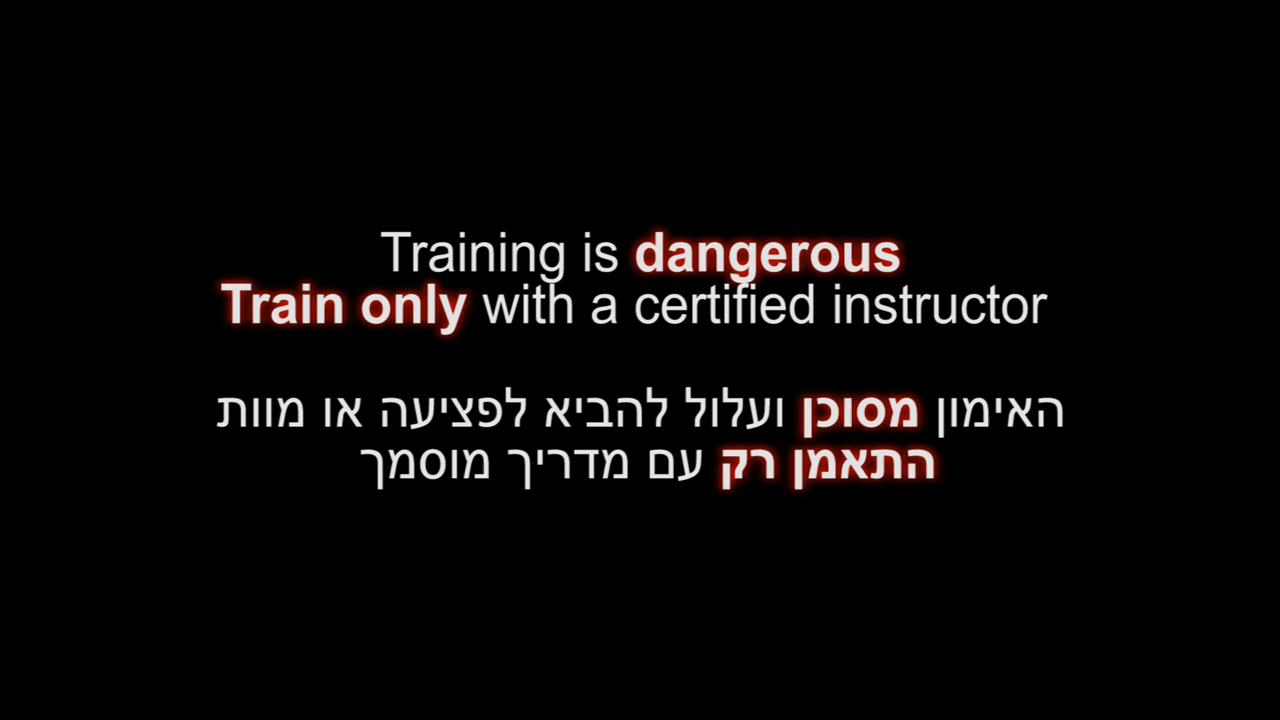 Training is dangerous
Train only with a certified instructor
האימון מסוכן ועלול להביא לפציעה או מוות
התאמן רק עם מדריך מוסמך